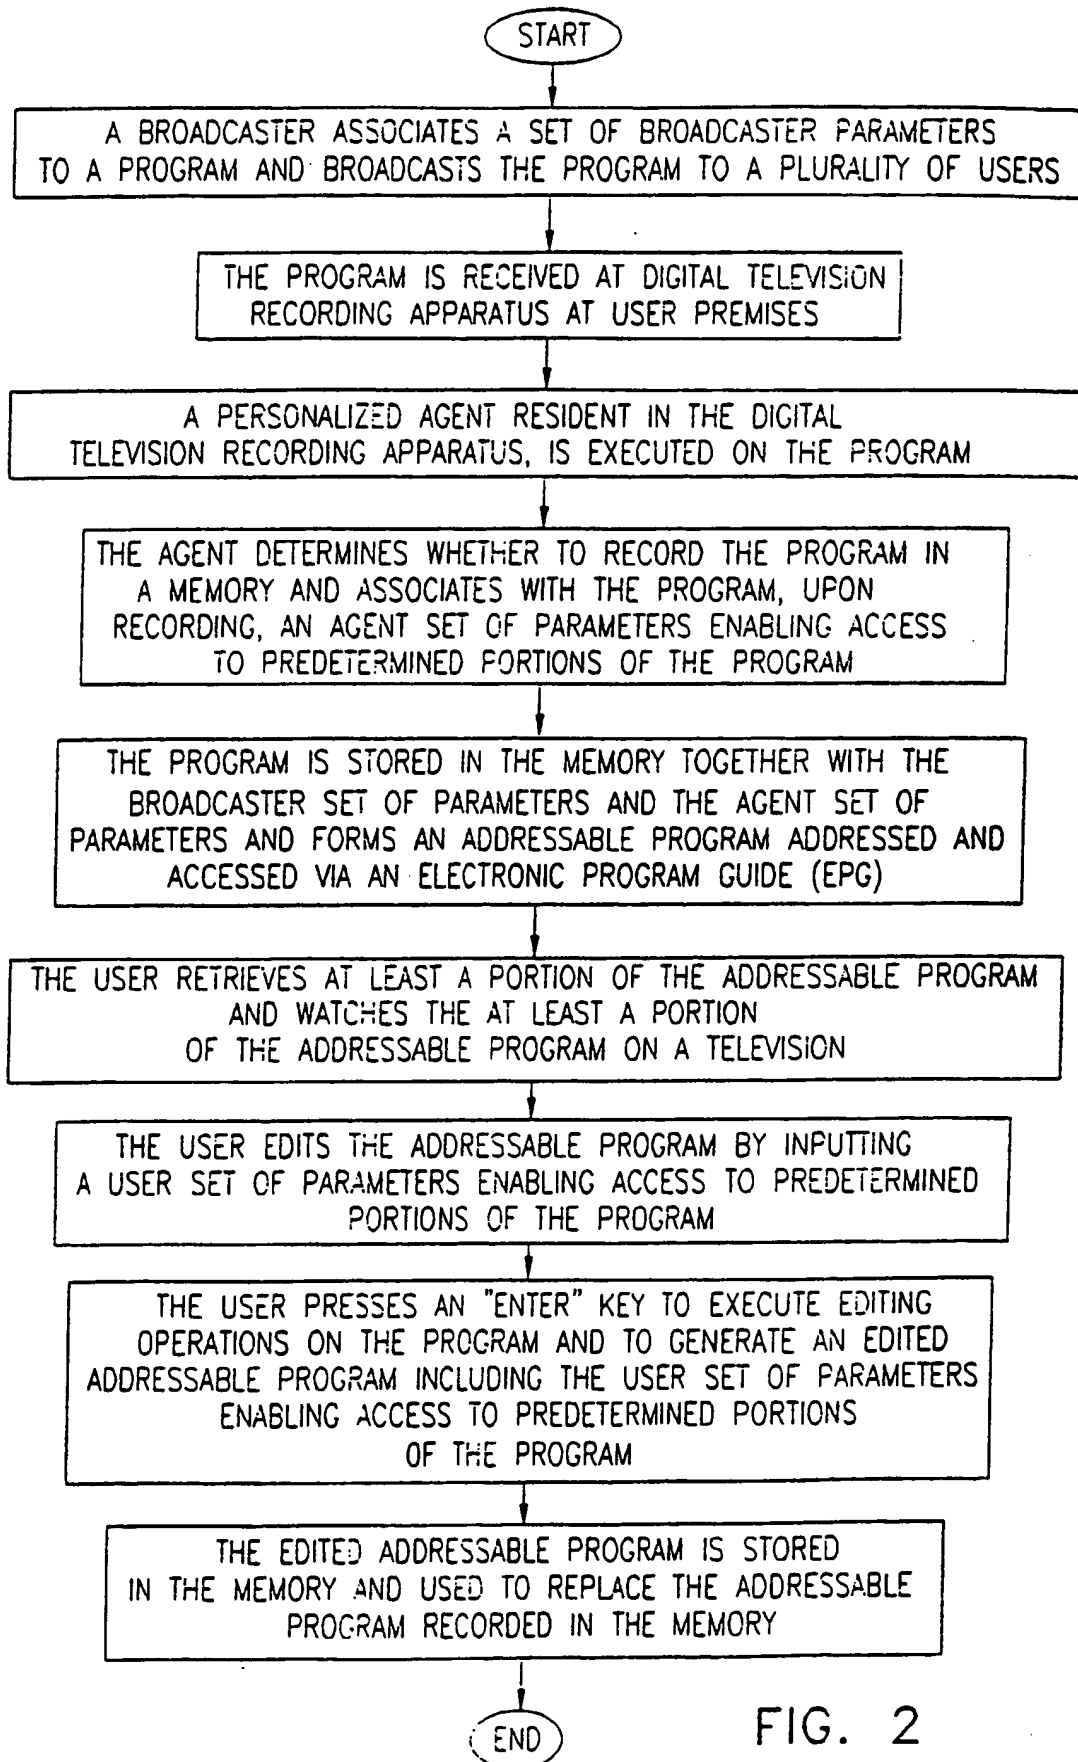 START
A BROADCASTER ASSOCIATES A SET OF BROADCASTER PARAMETERS
TO A PROGRAM AND BROADCASTS THE PROGRAM TO A PLURALITY OF USERS
THE PROGRAM IS RECEIVED AT DIGITAL TELEVISION
RECORDING APPARATUS AT USER PREMISES
A PERSONALIZED AGENT RESIDENT IN THE DIGITAL
TELEVISION RECORDING APPARATUS, IS EXECUTED ON THE PROGRAM
THE AGENT DETERMINES WHETHER TO RECORD THE PROGRAM IN
A MEMORY AND ASSOCIATES WITH THE PROGRAM, UPON
RECORDING, AN AGENT SET OF PARAMETERS ENABLING ACCESS
TO PREDETERMINED PORTIONS OF THE PROGRAM
THE PROGRAM IS STORED IN THE MEMORY TOGETHER WITH THE
BROADCASTER SET OF PARAMETERS AND THE AGENT SET OF
PARAMETERS AND FORMS AN ADDRESSABLE PROGRAM ADDRESSED AND
ACCESSED VIA AN ELECTRONIC PROGRAM GUIDE (EPG)
THE USER RETRIEVES AT LEAST A PORTION OF THE ADDRESSABLE PROGRAM
AND WATCHES THE AT LEAST A PORTION
OF THE ADDRESSABLE PROGRAM ON A TELEVISION
THE USER EDITS THE ADDRESSABLE PROGRAM BY INPUTTING
A USER SET OF PARAMETERS ENABLING ACCESS TO PREDETERMINED
PORTIONS OF THE PROGRAM
THE USER PRESSES AN "ENTER" KEY TO EXECUTE EDITING
OPERATIONS ON THE PROGRAM AND TO GENERATE AN EDITED
ADDRESSABLE PROGRAM INCLUDING THE USER SET OF PARAMETERS
ENABLING ACCESS TO PREDETERMINED PORTIONS
OF THE PROGRAM
THE EDITED ADDRESSABLE PROGRAM IS STORED
IN THE MEMORY AND USED TO REPLACE THE ADDRESSABLE
PROGRAM RECORDED IN THE MEMORY
END
FIG. 2